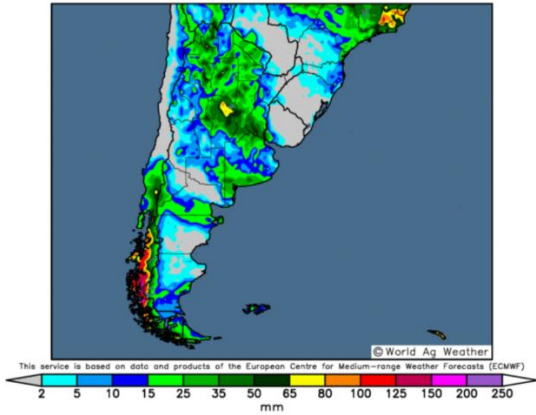 © World Ag Weather
This service is based on data and products of the European Centre for Medium-range Weather Forecasts (ECMWF)
2 5 10 15 25 35 50 65 80 100 125 150 200 250
mm